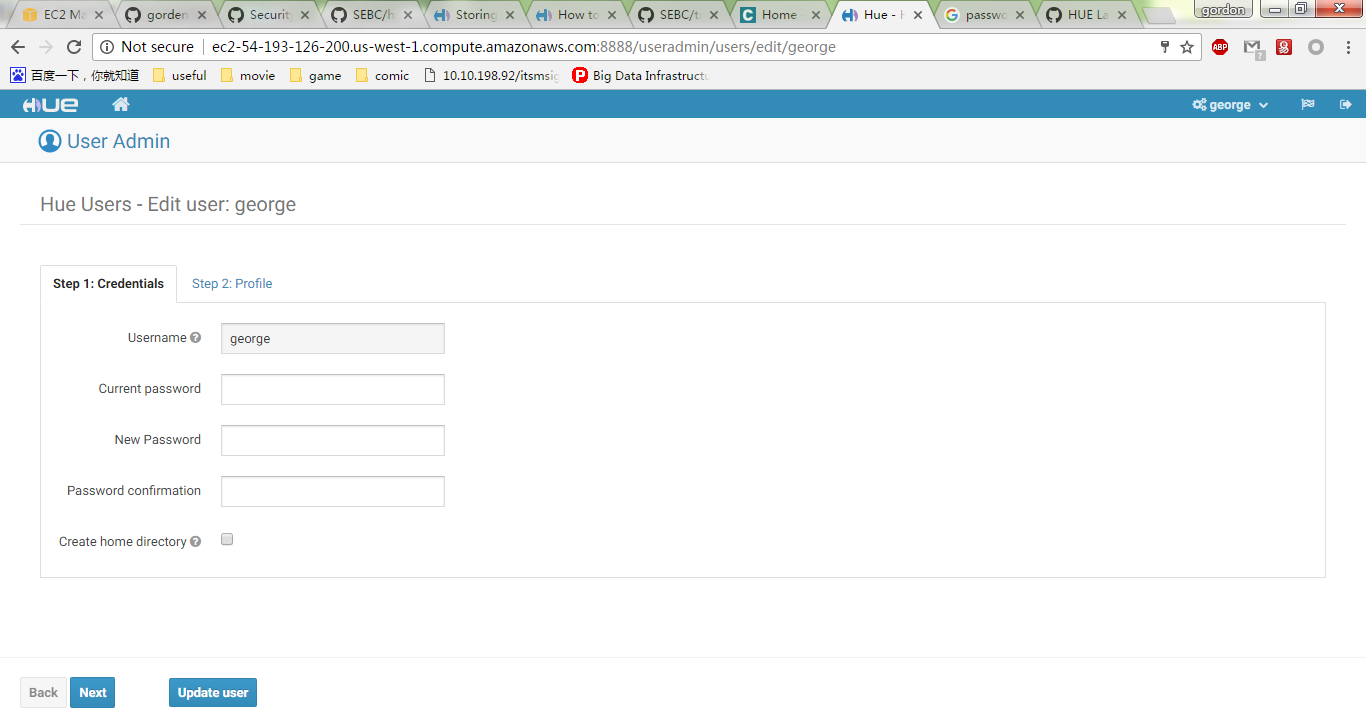 EC2 Ma
gorden
Security
SEBC/h
Storing
How to
SEBC/t
Home
Hue - H
passwo
HUE La
gordon
Not secure
ec2-54-193-126-200.us-west-1.compute.amazonaws.com:8888/useradmin/users/edit/george
ABP
百度一下，你就知道
useful
movie
game
comic
10.10.198.92/itsmsig
Big Data Infrastructu
HUE
george
User Admin
Hue Users - Edit user: george
Step 1: Credentials
Step 2: Profile
Username
george
Current password
New Password
Password confirmation
Create home directory
Back
Next
Update user